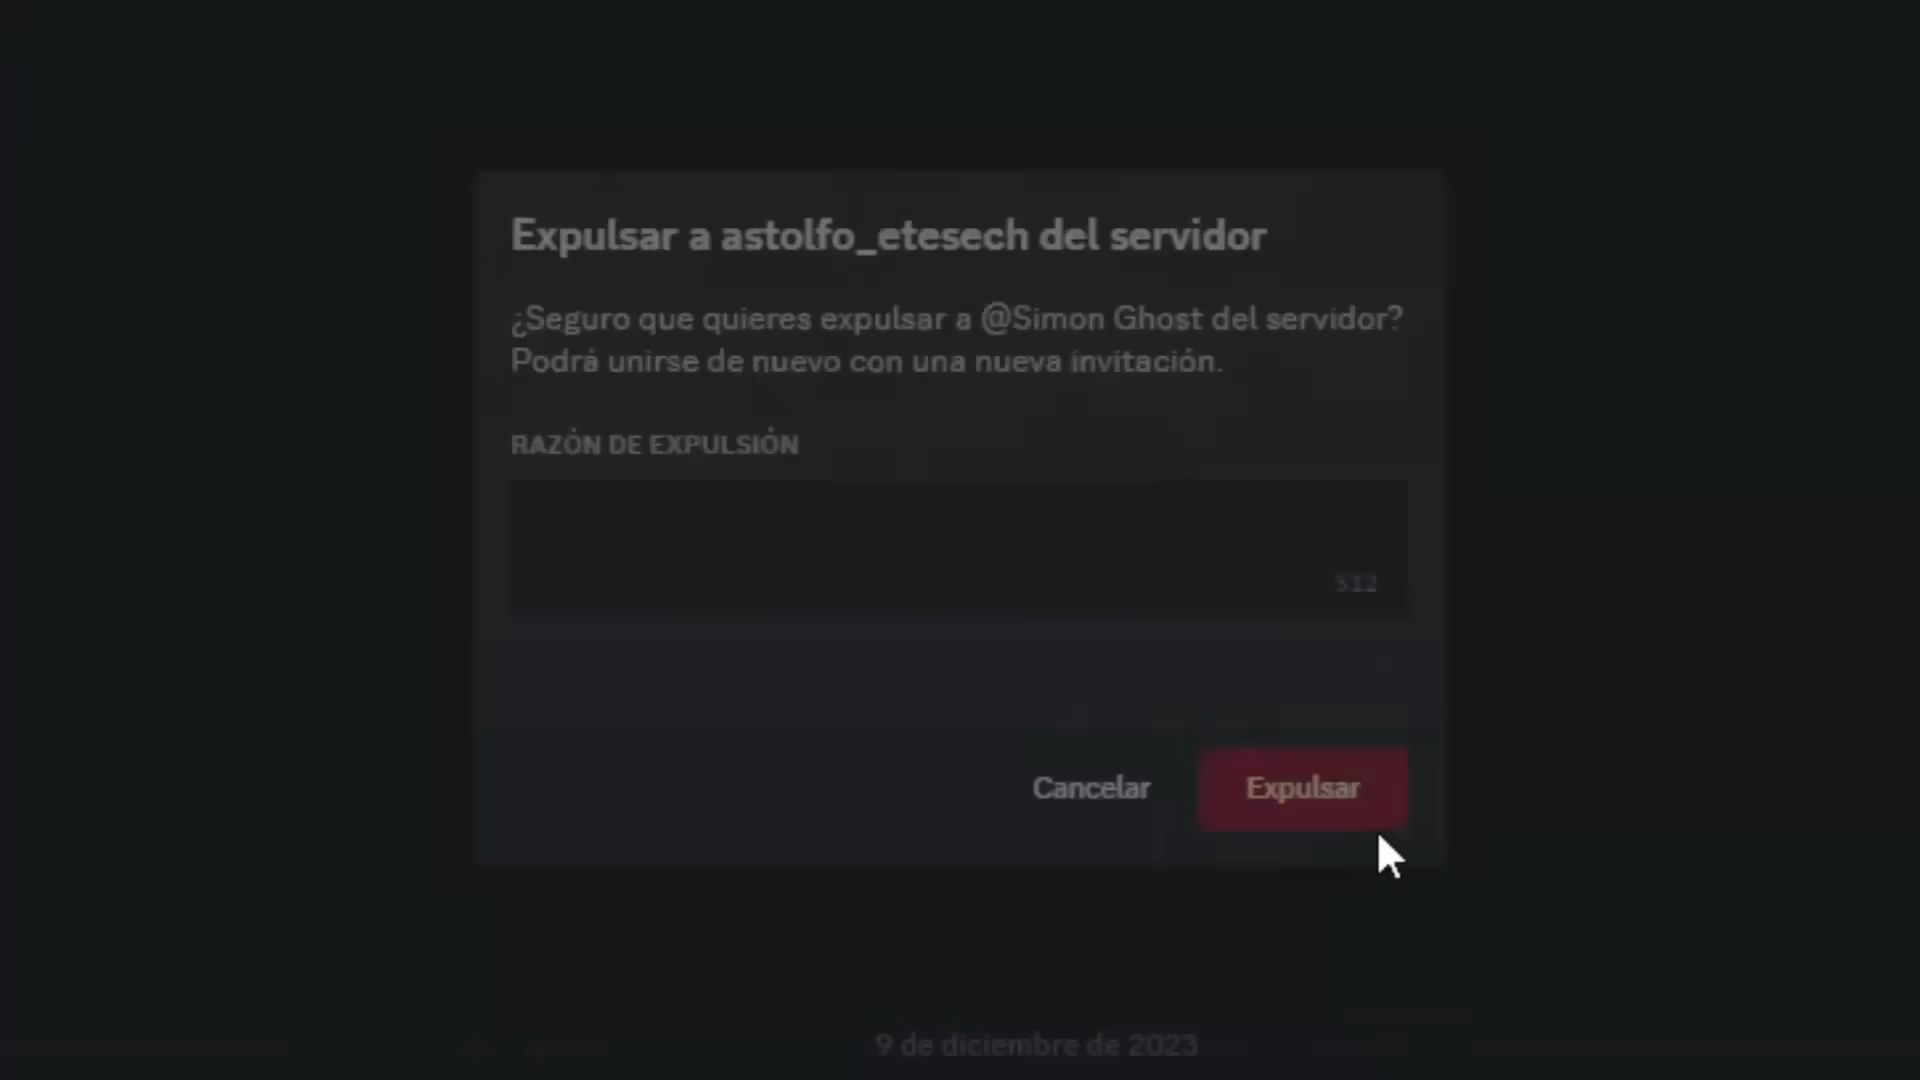 Expulsar a astolfo_etesech del servidor
¿Seguro que quieres expulsar a @Simon Ghost del servidor?
Podrá unirse de nuevo con una nueva invitación.
RAZÓN DE EXPULSIÓN
512
Cancelar
Expulsar
9 de diciembre de 2023